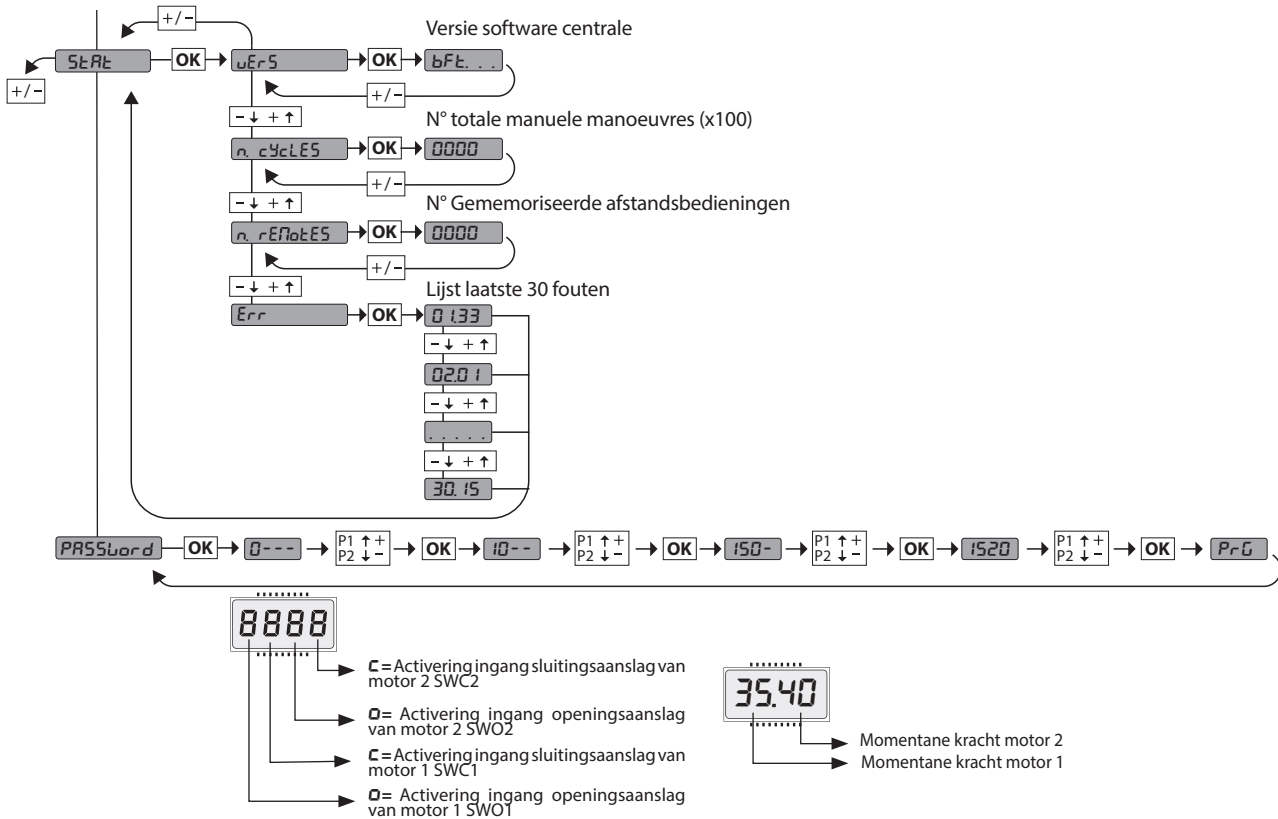 +/-
Versie software centrale
StAt OK vErS OK bFt. . .
+/-
+/-
- ↓ + ↑
N° totale manuele manoeuvres (x100)
n. cYcLES OK 0000
+/-
- ↓ + ↑
N° Gememoriseerde afstandsbedieningen
n. rEMotES OK 0000
+/-
- ↓ + ↑
Lijst laatste 30 fouten
Err OK 01.33
- ↓ + ↑
02.01
- ↓ + ↑
. . . . .
- ↓ + ↑
30.15
PASSword OK 0--- P1 ↑ + OK 10-- P1 ↑ + OK 150- P1 ↑ + OK 1520 P1 ↑ + OK PrG
P2 ↓ - P2 ↓ - P2 ↓ - P2 ↓ -
8888
C= Activering ingang sluitingsaanslag van
motor 2 SWC2
O= Activering ingang openingsaanslag
van motor 2 SWO2
C= Activering ingang sluitingsaanslag van
motor 1 SWC1
O= Activering ingang openingsaanslag
van motor 1 SWO1
35.40
Momentane kracht motor 2
Momentane kracht motor 1